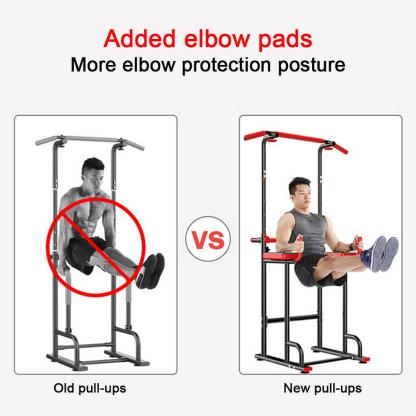 Added elbow pads
More elbow protection posture
VS
Old pull-ups
New pull-ups